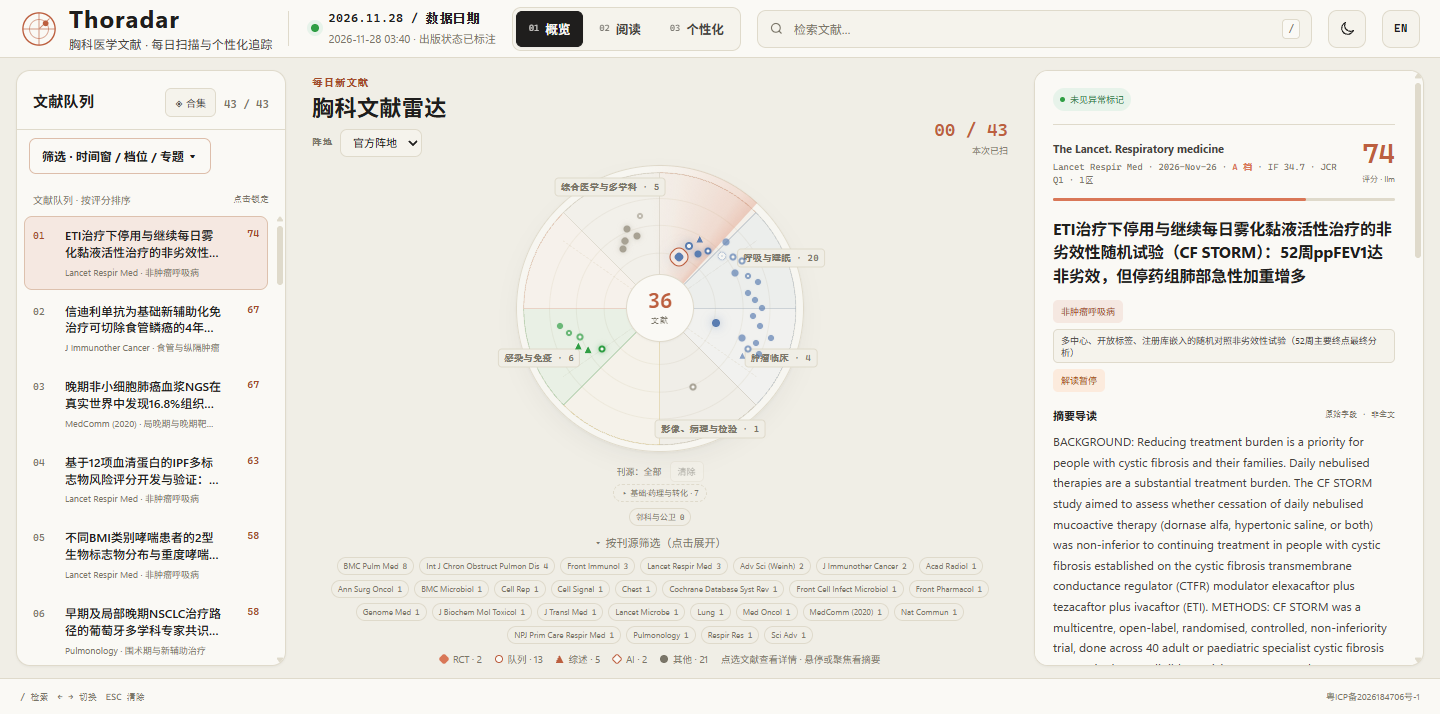 Thoradar
胸科医学文献 · 每日扫描与个性化追踪
2026.11.28 / 数据日期
2026-11-28 03:40 · 出版状态已标注
01 概览
02 阅读
03 个性化
检索文献…
/
EN
文献队列
合集
43 / 43
筛选 · 时间窗 / 档位 / 专题
文献队列 · 按评分排序
点击锁定
01
ETI治疗下停用与继续每日雾
化黏液活性治疗的非劣效性…
74
Lancet Respir Med · 非肿瘤呼吸病
02
信迪利单抗为基础新辅助化免
治疗可切除食管鳞癌的4年…
67
J Immunother Cancer · 食管与纵隔肿瘤
03
晚期非小细胞肺癌血浆NGS在
真实世界中发现16.8%组织…
67
MedComm (2020) · 局晚期与晚期靶…
04
基于12项血清蛋白的IPF多标
志物风险评分开发与验证：…
63
Lancet Respir Med · 非肿瘤呼吸病
05
不同BMI类别哮喘患者的2型
生物标志物分布与重度哮喘…
58
Lancet Respir Med · 非肿瘤呼吸病
06
早期及局部晚期NSCLC治疗路
径的葡萄牙多学科专家共识…
58
Pulmonology · 围术期与新辅助治疗
每日新文献
胸科文献雷达
阵地
官方阵地
00 / 43
本次已扫
综合医学与多学科 · 5
呼吸与睡眠 · 20
36
文献
感染与免疫 · 6
肿瘤临床 · 4
影像、病理与检验 · 1
刊源：全部
清除
基础·药理与转化 · 7
邻科与公卫 0
按刊源筛选（点击展开）
BMC Pulm Med 8
Int J Chron Obstruct Pulmon Dis 4
Front Immunol 3
Lancet Respir Med 3
Adv Sci (Weinh) 2
J Immunother Cancer 2
Acad Radiol 1
Ann Surg Oncol 1
BMC Microbiol 1
Cell Rep 1
Cell Signal 1
Chest 1
Cochrane Database Syst Rev 1
Front Cell Infect Microbiol 1
Front Pharmacol 1
Genome Med 1
J Biochem Mol Toxicol 1
J Transl Med 1
Lancet Microbe 1
Lung 1
Med Oncol 1
MedComm (2020) 1
Nat Commun 1
NPJ Prim Care Respir Med 1
Pulmonology 1
Respir Res 1
Sci Adv 1
RCT · 2
队列 · 13
综述 · 5
AI · 2
其他 · 21
点选文献查看详情 · 悬停或聚焦看摘要
未见异常标记
The Lancet. Respiratory medicine
Lancet Respir Med · 2026-Nov-26 · A 档 · IF 34.7 · JCR
Q1 · 1区
74
评分 · llm
ETI治疗下停用与继续每日雾化黏液活性治疗的非
劣效性随机试验（CF STORM）：52周ppFEV1达
非劣效，但停药组肺部急性加重增多
非肿瘤呼吸病
多中心、开放标签、注册库嵌入的随机对照非劣效性试验（52周主要终点最终分
析）
解读暂停
摘要导读
原始字段 · 非全文
BACKGROUND: Reducing treatment burden is a priority for
people with cystic fibrosis and their families. Daily nebulised
therapies are a substantial treatment burden. The CF STORM
study aimed to assess whether cessation of daily nebulised
mucoactive therapy (dornase alfa, hypertonic saline, or both)
was non-inferior to continuing treatment in people with cystic
fibrosis established on the cystic fibrosis transmembrane
conductance regulator (CFTR) modulator elexacaftor plus
tezacaftor plus ivacaftor (ETI). METHODS: CF STORM was a
multicentre, open-label, randomised, controlled, non-inferiority
trial, done across 40 adult or paediatric specialist cystic fibrosis
/ 检索 ← → 切换 ESC 清除
粤ICP备2026184706号-1